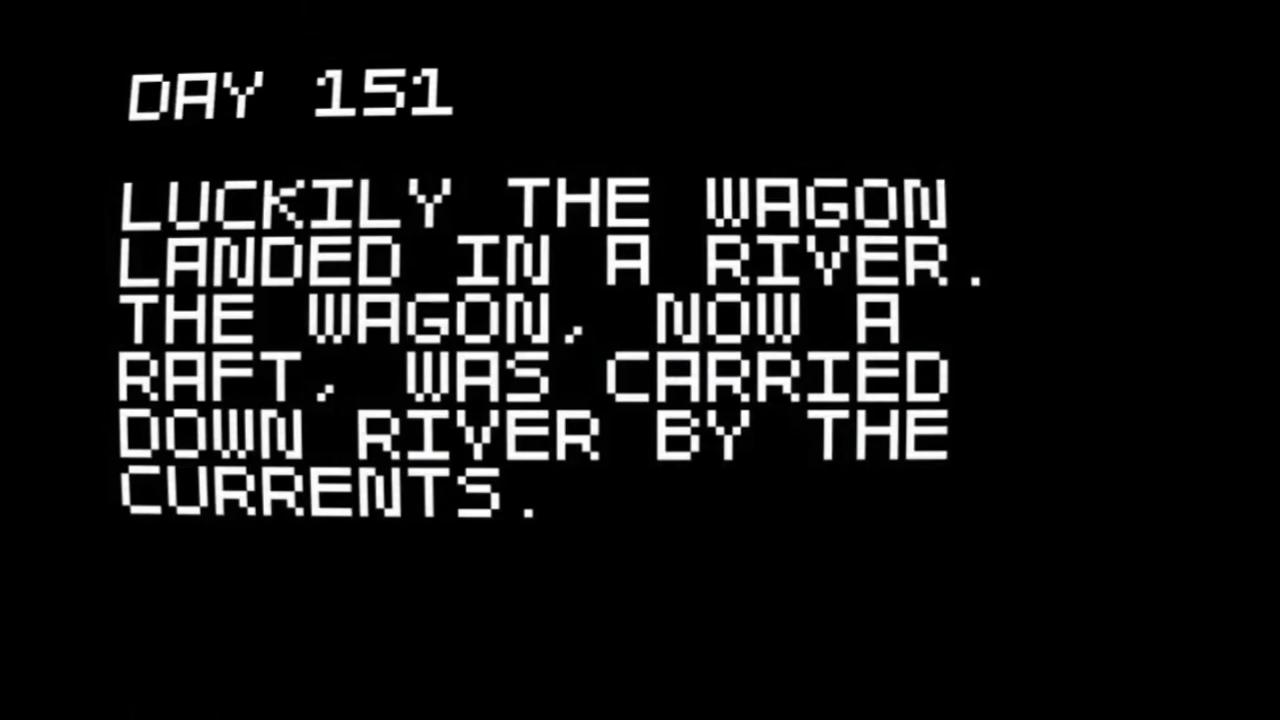 DAY 151
LUCKILY THE WAGON
LANDED IN A RIVER.
THE WAGON, NOW A
RAFT, WAS CARRIED
DOWN RIVER BY THE
CURRENTS.